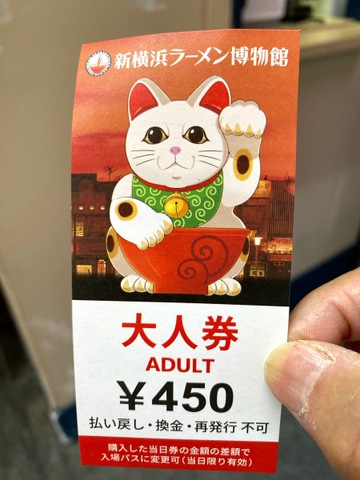 新横浜ラーメン博物館
大人券
ADULT
￥450
払い戻し・換金・再発行 不可
購入した当日券の金額の差額で
入場パスに変更可(当日限り有効)